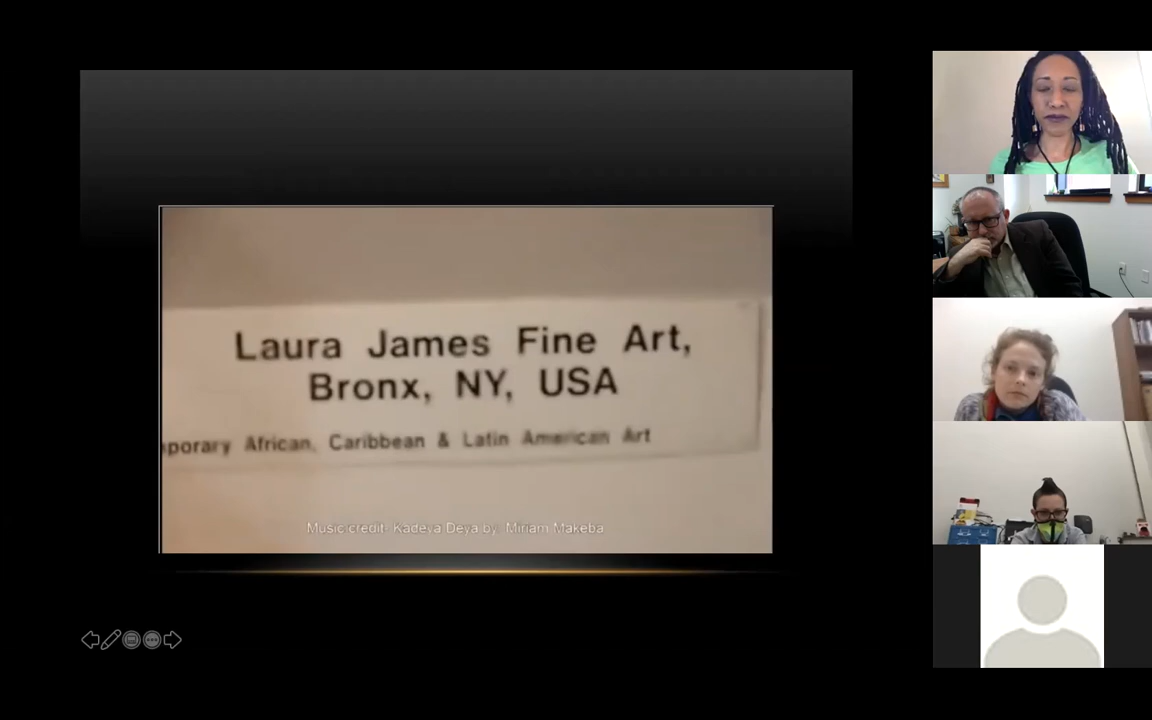 Laura James Fine Art,
Bronx, NY, USA
porary African, Caribbean & Latin American Art
Music credit- Kadeya Deya by: Miriam Makeba